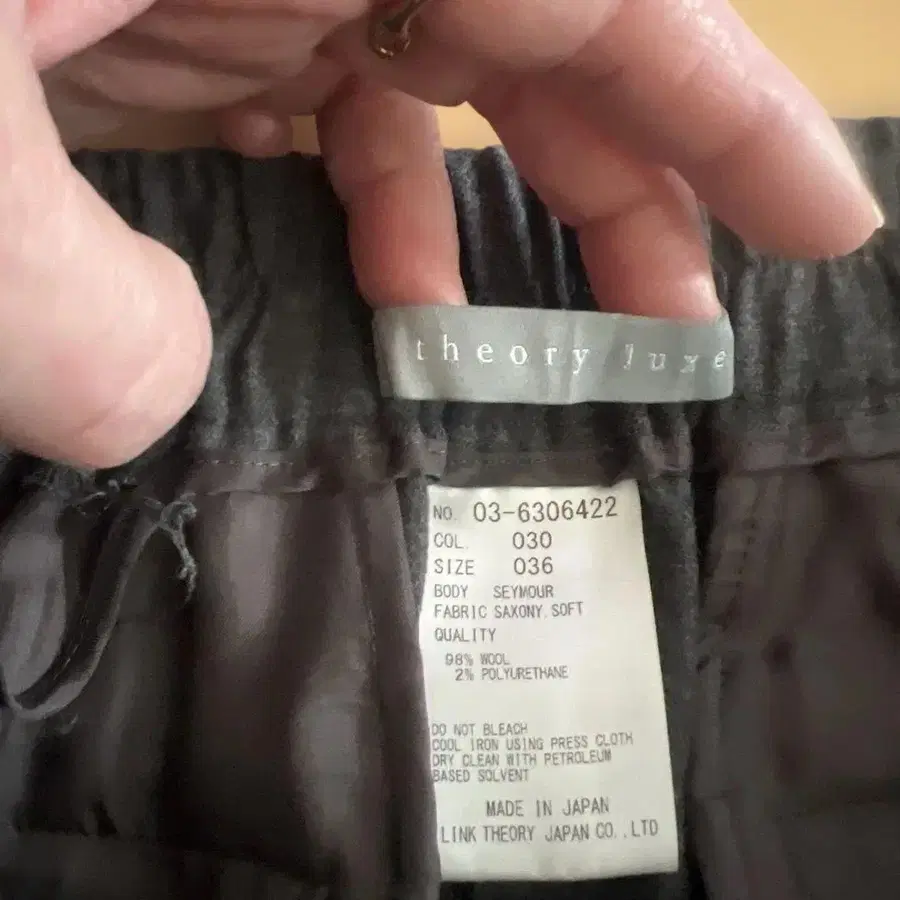 theory luxe
NO. 03-6306422
COL. 030
SIZE 036
BODY SEYMOUR
FABRIC SAXONY.SOFT
QUALITY
98% WOOL
2% POLYURETHANE
DO NOT BLEACH
COOL IRON USING PRESS CLOTH
DRY CLEAN WITH PETROLEUM
BASED SOLVENT
MADE IN JAPAN
LINK THEORY JAPAN CO.,LTD